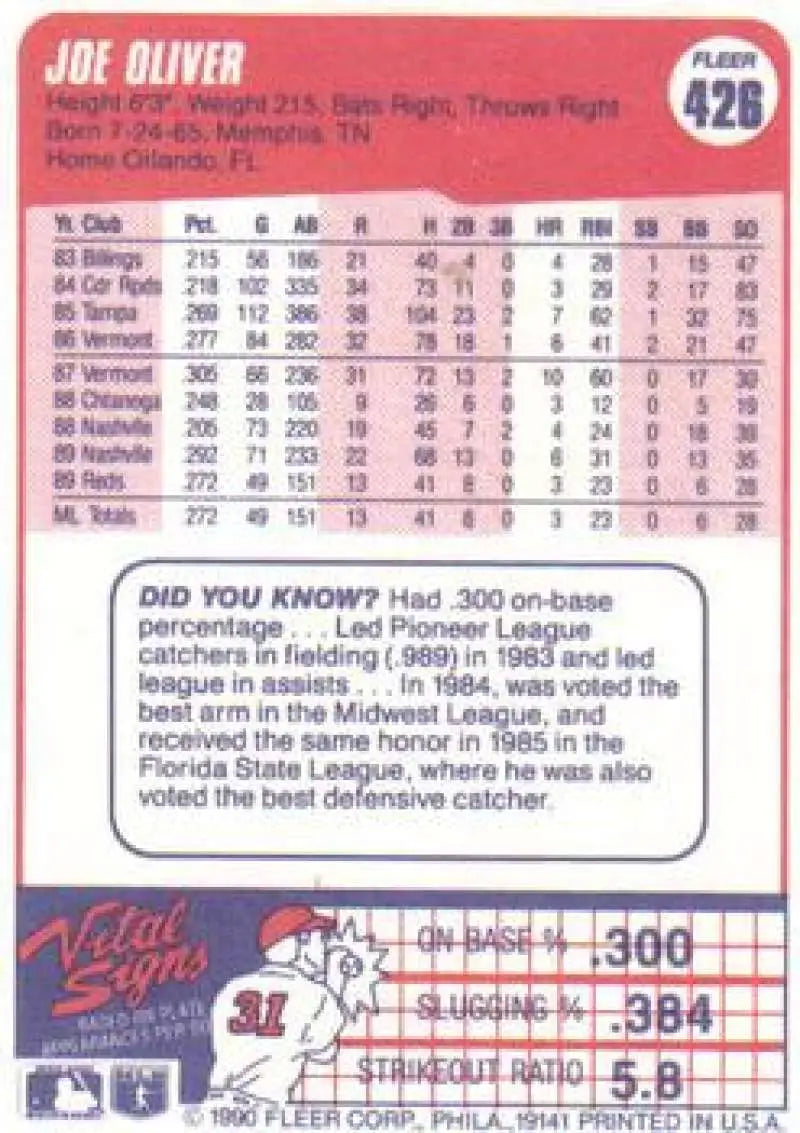 JOE OLIVER
FLEER
426
Height 6'3" Weight 215, Bats Right, Throws Right
Born 7-24-65, Memphis, TN
Home Orlando, FL
Yr. Club Pct. G AB R H 2B 3B HR RBI SB BB SO
83 Billings .215 56 186 21 40 4 0 4 28 1 15 47
84 Cdr Rpds .218 102 335 34 73 11 0 3 29 2 17 83
85 Tampa .269 112 386 38 104 23 2 7 62 1 32 75
86 Vermont .277 84 282 32 78 18 1 6 41 2 21 47
87 Vermont .305 66 236 31 72 13 2 10 60 0 17 30
88 Chtanoga .248 28 105 9 26 6 0 3 12 0 5 19
88 Nashville .205 73 220 19 45 7 2 4 24 0 18 39
89 Nashville .292 71 233 22 68 13 0 6 31 0 13 35
89 Reds .272 49 151 13 41 8 0 3 23 0 6 28
ML Totals .272 49 151 13 41 8 0 3 23 0 6 28
DID YOU KNOW? Had .300 on-base
percentage . . . Led Pioneer League
catchers in fielding (.989) in 1983 and led
league in assists . . . In 1984, was voted the
best arm in the Midwest League, and
received the same honor in 1985 in the
Florida State League, where he was also
voted the best defensive catcher.
Vital
Signs
BASED ON PLATE
APPEARANCES PER SO
31
ON BASE % .300
SLUGGING % .384
STRIKEOUT RATIO 5.8
© 1990 FLEER CORP., PHILA., 19141 PRINTED IN U.S.A.